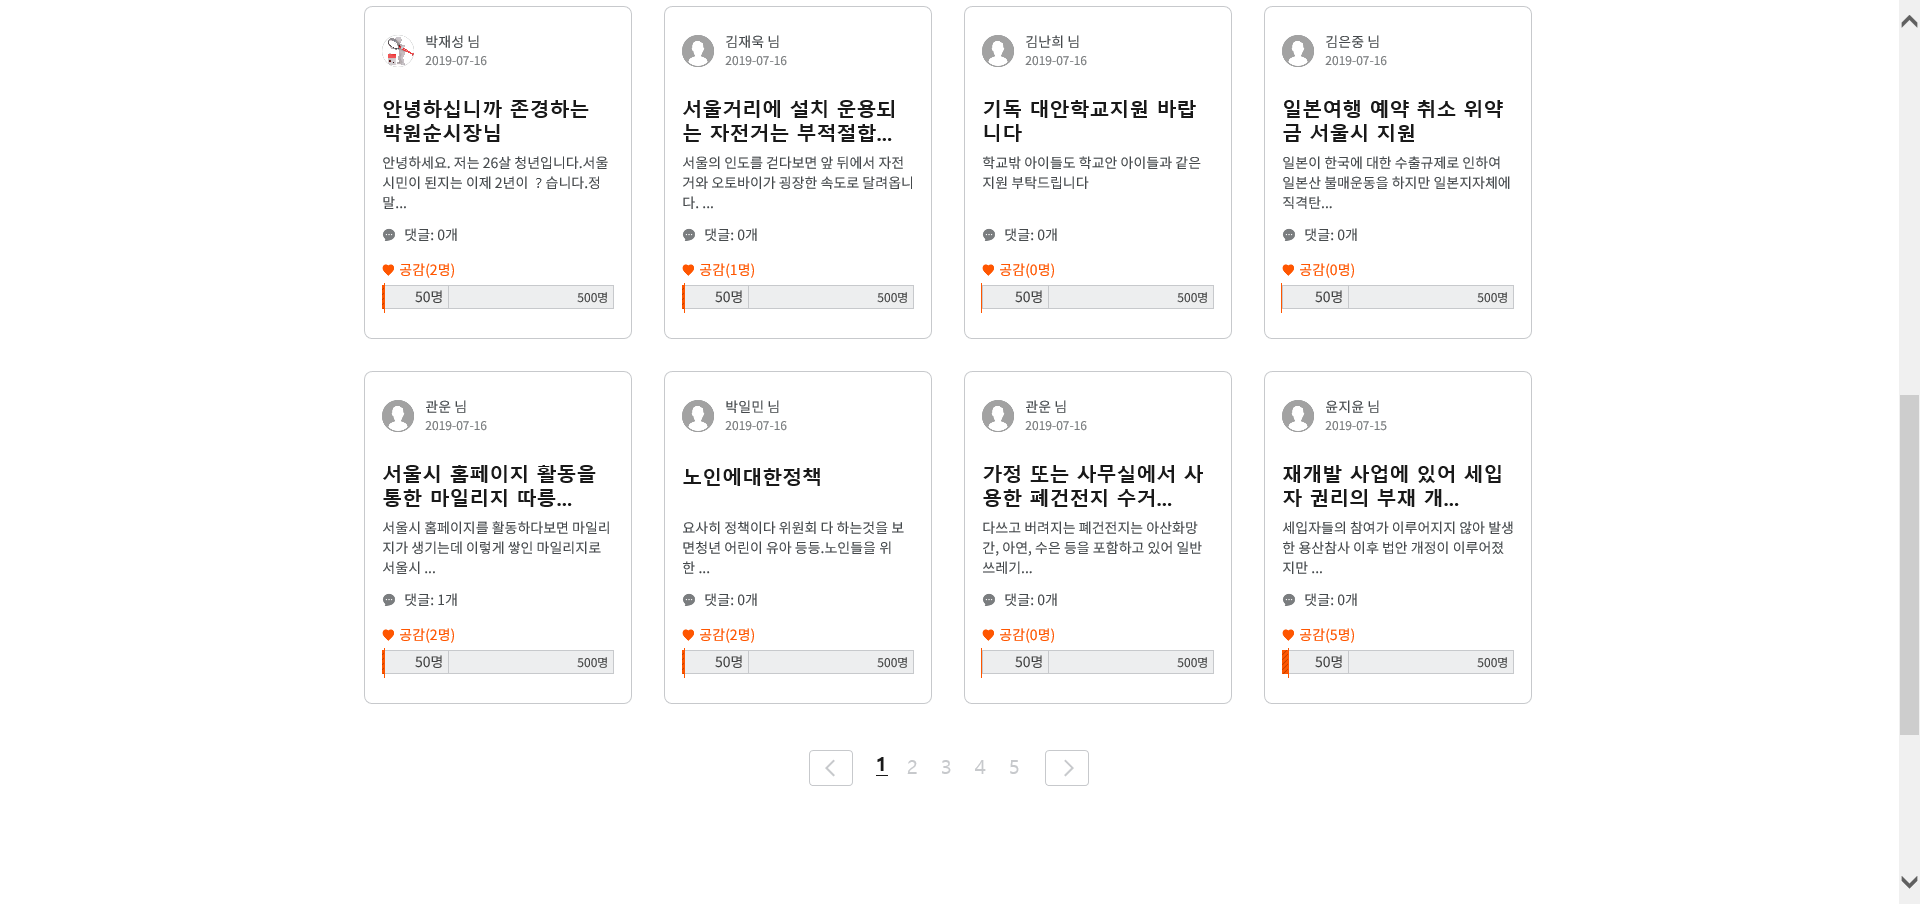 박재성 님
2019-07-16
안녕하십니까 존경하는
박원순시장님
안녕하세요. 저는 26살 청년입니다.서울
시민이 된지는 이제 2년이 ? 습니다.정
말...
댓글: 0개
공감(2명)
50명 500명
김재욱 님
2019-07-16
서울거리에 설치 운용되
는 자전거는 부적절합...
서울의 인도를 걷다보면 앞 뒤에서 자전
거와 오토바이가 굉장한 속도로 달려옵니
다. ...
댓글: 0개
공감(1명)
50명 500명
김난희 님
2019-07-16
기독 대안학교지원 바랍
니다
학교밖 아이들도 학교안 아이들과 같은
지원 부탁드립니다
댓글: 0개
공감(0명)
50명 500명
김은중 님
2019-07-16
일본여행 예약 취소 위약
금 서울시 지원
일본이 한국에 대한 수출규제로 인하여
일본산 불매운동을 하지만 일본지자체에
직격탄...
댓글: 0개
공감(0명)
50명 500명
관운 님
2019-07-16
서울시 홈페이지 활동을
통한 마일리지 따릉...
서울시 홈페이지를 활동하다보면 마일리
지가 생기는데 이렇게 쌓인 마일리지로
서울시 ...
댓글: 1개
공감(2명)
50명 500명
박일민 님
2019-07-16
노인에대한정책
요사히 정책이다 위원회 다 하는것을 보
면청년 어린이 유아 등등.노인들을 위
한 ...
댓글: 0개
공감(2명)
50명 500명
관운 님
2019-07-16
가정 또는 사무실에서 사
용한 폐건전지 수거...
다쓰고 버려지는 폐건전지는 아산화망
간, 아연, 수은 등을 포함하고 있어 일반
쓰레기...
댓글: 0개
공감(0명)
50명 500명
윤지윤 님
2019-07-15
재개발 사업에 있어 세입
자 권리의 부재 개...
세입자들의 참여가 이루어지지 않아 발생
한 용산참사 이후 법안 개정이 이루어졌
지만 ...
댓글: 0개
공감(5명)
50명 500명
1 2 3 4 5